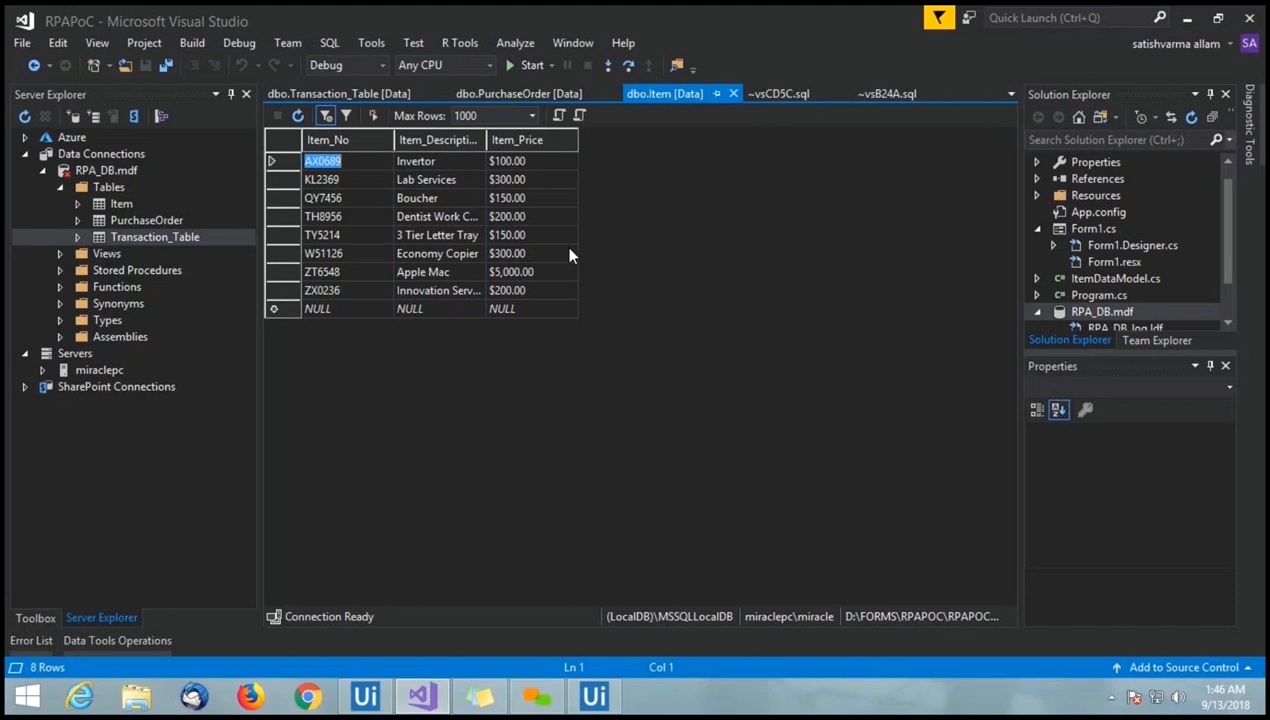 RPAPoC - Microsoft Visual Studio
Quick Launch (Ctrl+Q)
File Edit View Project Build Debug Team SQL Tools Test R Tools Analyze Window Help
satishvarma allam SA
Debug Any CPU Start
Server Explorer
Azure
Data Connections
RPA_DB.mdf
Tables
Item
PurchaseOrder
Transaction_Table
Views
Stored Procedures
Functions
Synonyms
Types
Assemblies
Servers
miraclepc
SharePoint Connections
Toolbox Server Explorer
dbo.Transaction_Table [Data] dbo.PurchaseOrder [Data] dbo.Item [Data] ~vsCD5C.sql ~vsB24A.sql
Max Rows: 1000
Item_No Item_Descripti... Item_Price
AX0689 Invertor $100.00
KL2369 Lab Services $300.00
QY7456 Boucher $150.00
TH8956 Dentist Work C... $200.00
TY5214 3 Tier Letter Tray $150.00
W51126 Economy Copier $300.00
ZT6548 Apple Mac $5,000.00
ZX0236 Innovation Serv... $200.00
NULL NULL NULL
Connection Ready (LocalDB)\MSSQLLocalDB miraclepc\miracle D:\FORMS\RPAPOC\RPAPOC...
Solution Explorer
Search Solution Explorer (Ctrl+;)
Properties
References
Resources
App.config
Form1.cs
Form1.Designer.cs
Form1.resx
ItemDataModel.cs
Program.cs
RPA_DB.mdf
RPA_DB_log.ldf
Solution Explorer Team Explorer
Properties
Diagnostic Tools
Error List Data Tools Operations
8 Rows Ln 1 Col 1 Add to Source Control
Ui Ui
1:46 AM
9/13/2018